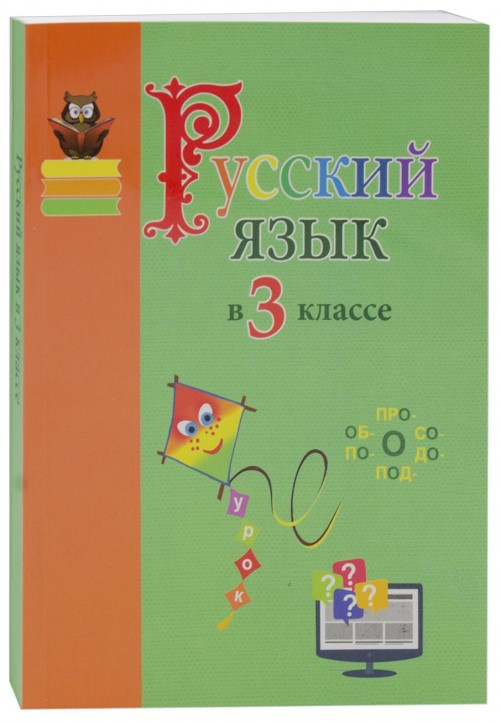 Русский
язык
в 3 классе
Русский язык в 3 классе
ПРО-
ОБ- СО-
О
ПО- ДО-
ПОД-
урок
? ?
? ?